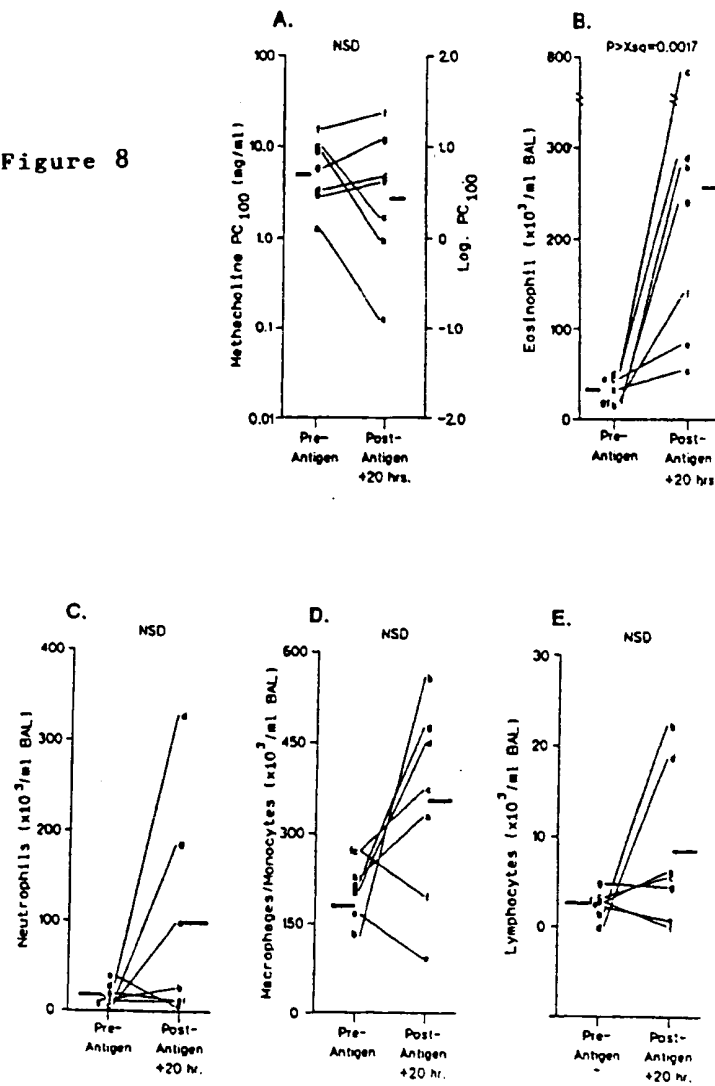 Figure 8
A.
NSD
Methecholine PC100 (mg/ml)
100
10.0
1.0
0.1
0.01
Log. PC100
2.0
1.0
0
-1.0
-2.0
Pre-
Antigen
Post-
Antigen
+20 hrs.
B.
P>Xsq=0.0017
Eosinophil (x10³/ml BAL)
800
300
200
100
0
Pre-
Antigen
Post-
Antigen
+20 hrs
C.
NSD
Neutrophils (x10³/ml BAL)
400
300
200
100
0
Pre-
Antigen
Post-
Antigen
+20 hr.
D.
NSD
Macrophages/Monocytes (x10³/ml BAL)
600
450
300
150
0
Pre-
Antigen
Post-
Antigen
+20 hr.
E.
NSD
Lymphocytes (x10³/ml BAL)
30
20
10
0
Pre-
Antigen
Post-
Antigen
+20 hr.